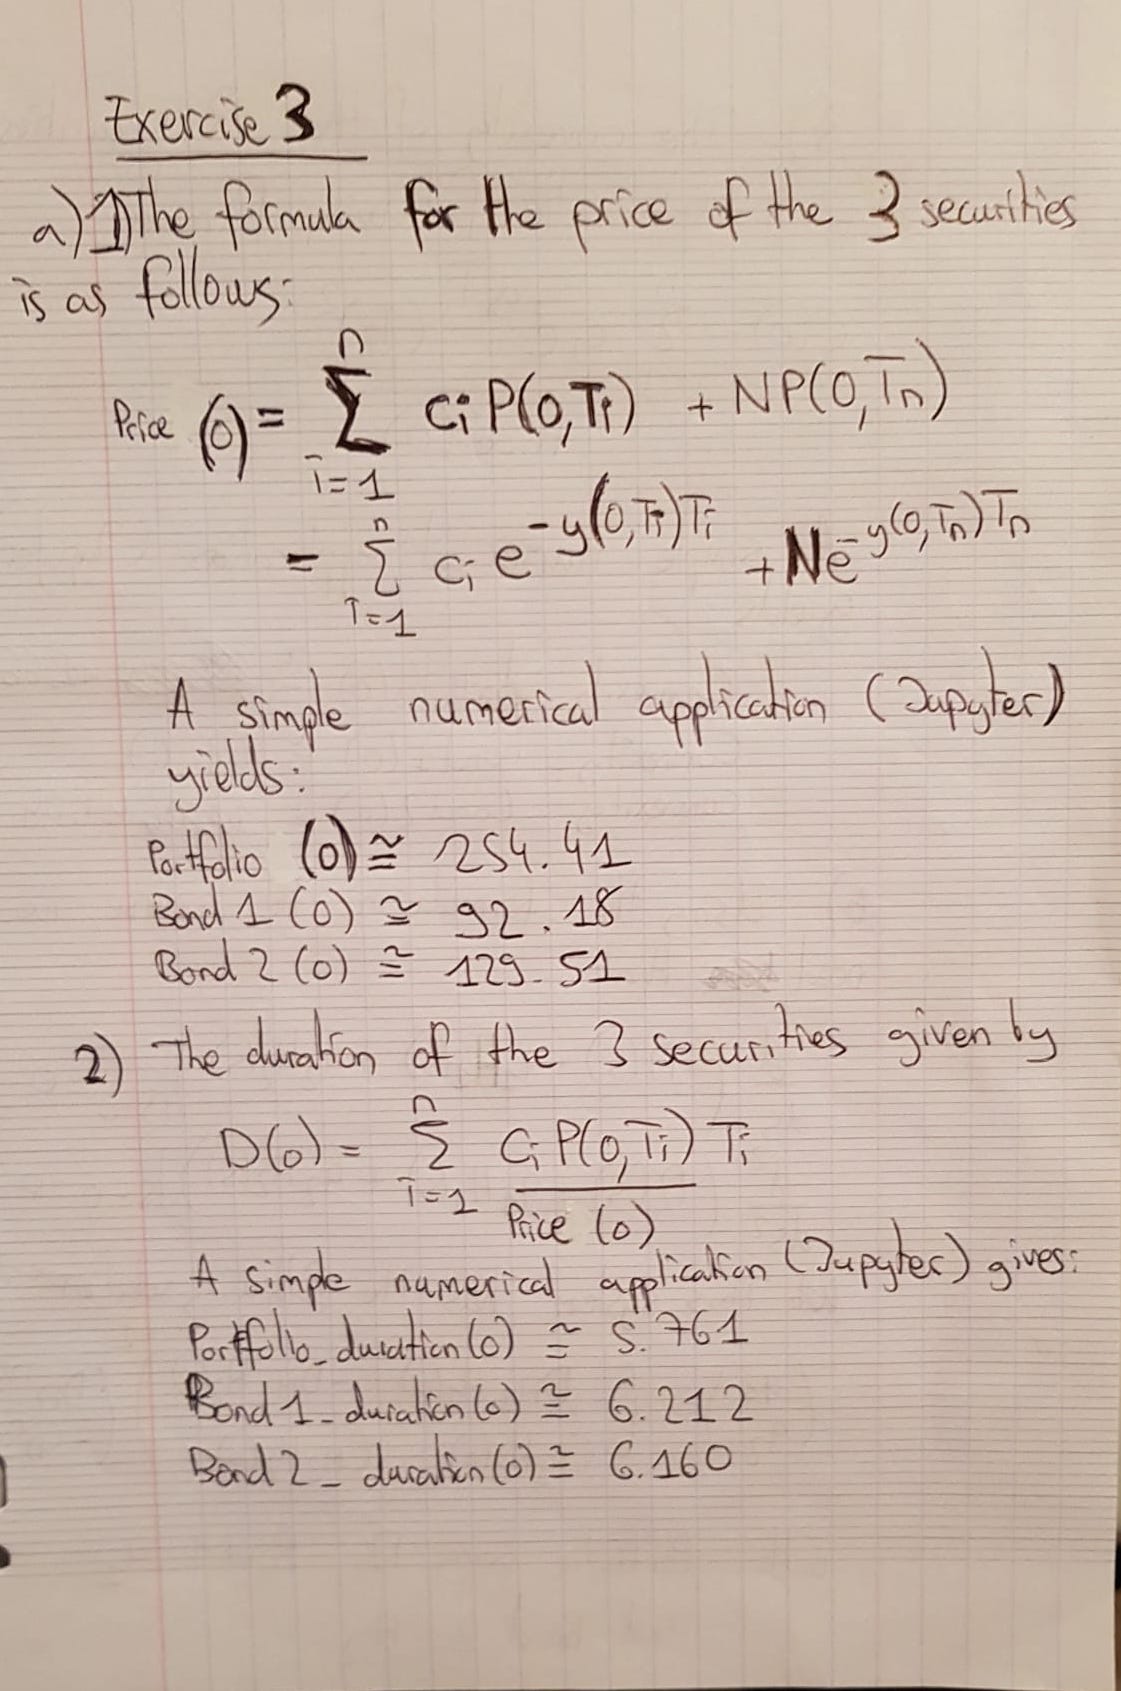 Exercise 3
a) 1) The formula for the price of the 3 securities
is as follows:
Price (0) = \sum_{i=1}^{n} c_i P(0,T_i) + NP(0,T_n)
= \sum_{i=1}^{n} c_i e^{-y(0,T_i)T_i} + Ne^{-y(0,T_n)T_n}
A simple numerical application (Jupyter)
yields:
Portfolio (0) ≅ 254.41
Bond 1 (0) ≅ 92.18
Bond 2 (0) ≅ 129.51
2) The duration of the 3 securities given by
D(0) = \sum_{i=1}^{n} \frac{C_i P(0,T_i)}{Price (0)} T_i
A simple numerical application (Jupyter) gives:
Portfolio_duration(0) ≅ 5.761
Bond 1_duration(0) ≅ 6.212
Bond 2_duration(0) ≅ 6.160